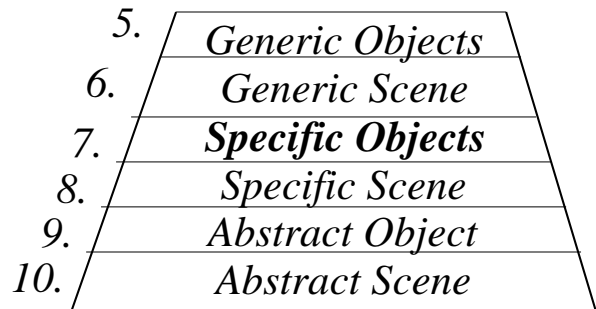 5. Generic Objects
6. Generic Scene
7. Specific Objects
8. Specific Scene
9. Abstract Object
10. Abstract Scene